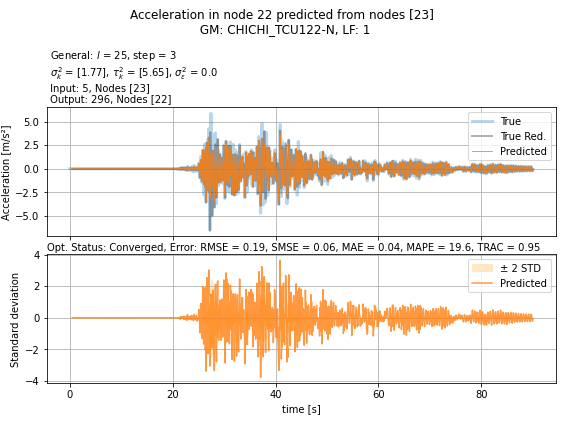 Acceleration in node 22 predicted from nodes [23]
GM: CHICHI_TCU122-N, LF: 1
General: l = 25, step = 3
σ²ₖ = [1.77], τ²ₖ = [5.65], σ²ₑ = 0.0
Input: 5, Nodes [23]
Output: 296, Nodes [22]
Acceleration [m/s²]
5.0
2.5
0.0
−2.5
−5.0
True
True Red.
Predicted
Opt. Status: Converged, Error: RMSE = 0.19, SMSE = 0.06, MAE = 0.04, MAPE = 19.6, TRAC = 0.95
Standard deviation
4
2
0
−2
−4
± 2 STD
Predicted
0
20
40
60
80
time [s]